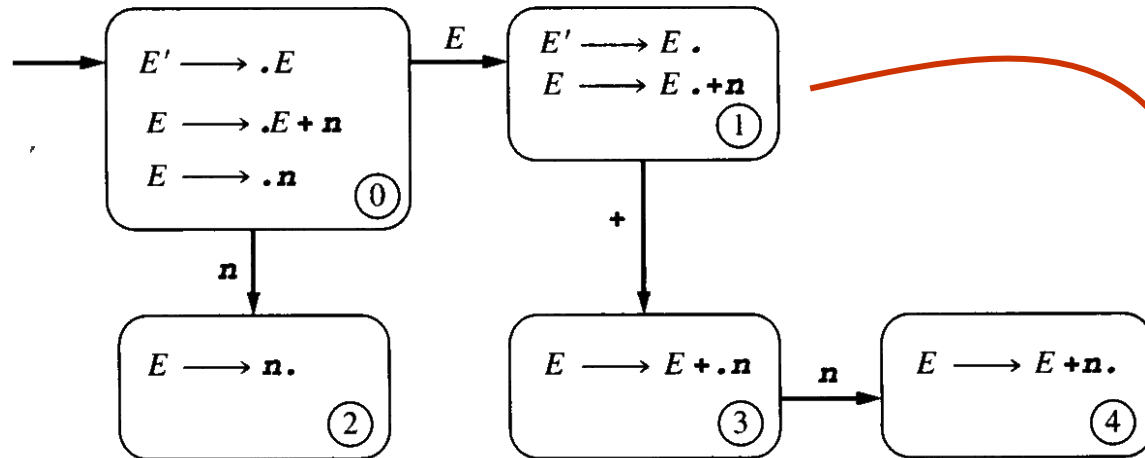 E' ⟶ .E
E ⟶ .E + n
E ⟶ .n
0
E
E' ⟶ E .
E ⟶ E .+n
1
n
+
E ⟶ n.
2
E ⟶ E +.n
3
n
E ⟶ E +n.
4